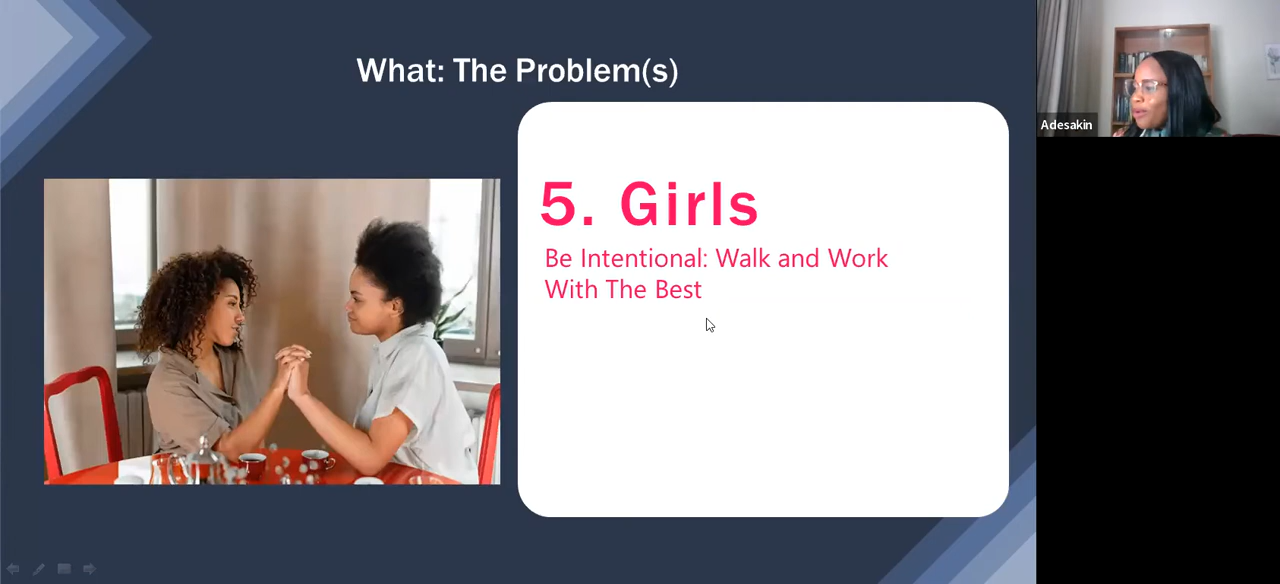 What: The Problem(s)
5. Girls
Be Intentional: Walk and Work
With The Best
Adesakin